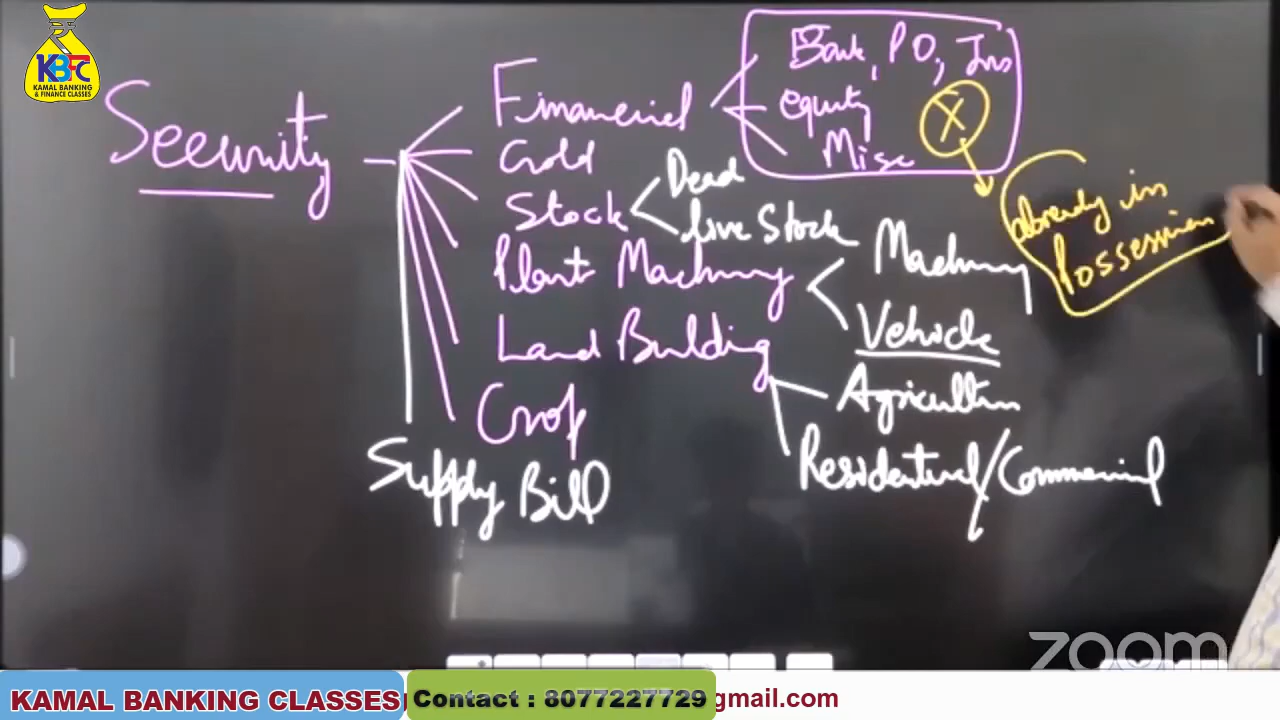 KBFC
KAMAL BANKING
& FINANCE CLASSES
Security
Financial
Bank, PO, Ins
equity
Misc
X
already in
Possession
Gold
Stock
Dead
live Stock
Plant Machinery
Machinery
Vehicle
Land Building
Agriculture
Residential/Commercial
Crop
Supply Bill
zoom
KAMAL BANKING CLASSES
Contact : 8077227729
gmail.com